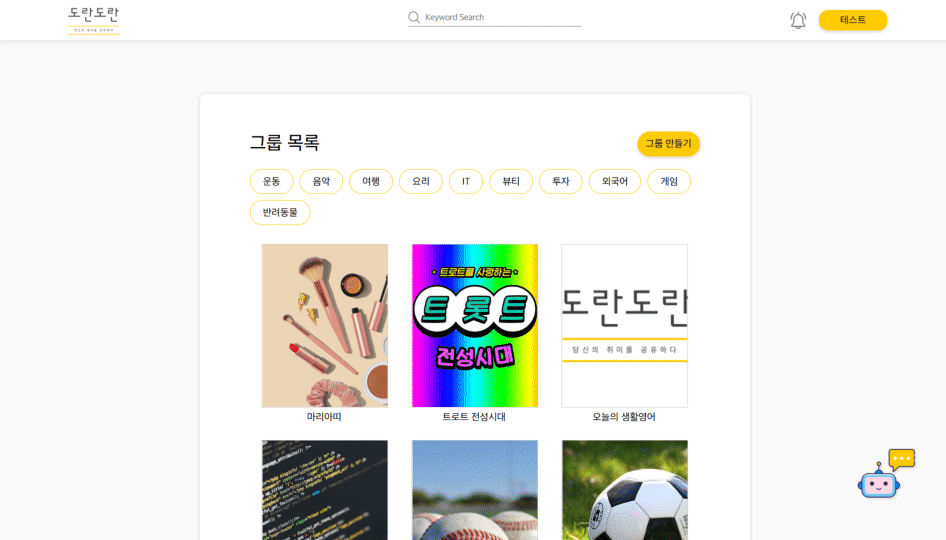 도란도란
당신의 취미를 공유하다
Keyword Search
테스트
그룹 목록
그룹 만들기
운동
음악
여행
요리
IT
뷰티
투자
외국어
게임
반려동물
트로트를 사랑하는
트롯트
전성시대
도란도란
당신의 취미를 공유하다
마리아띠
트로트 전성시대
오늘의 생활영어